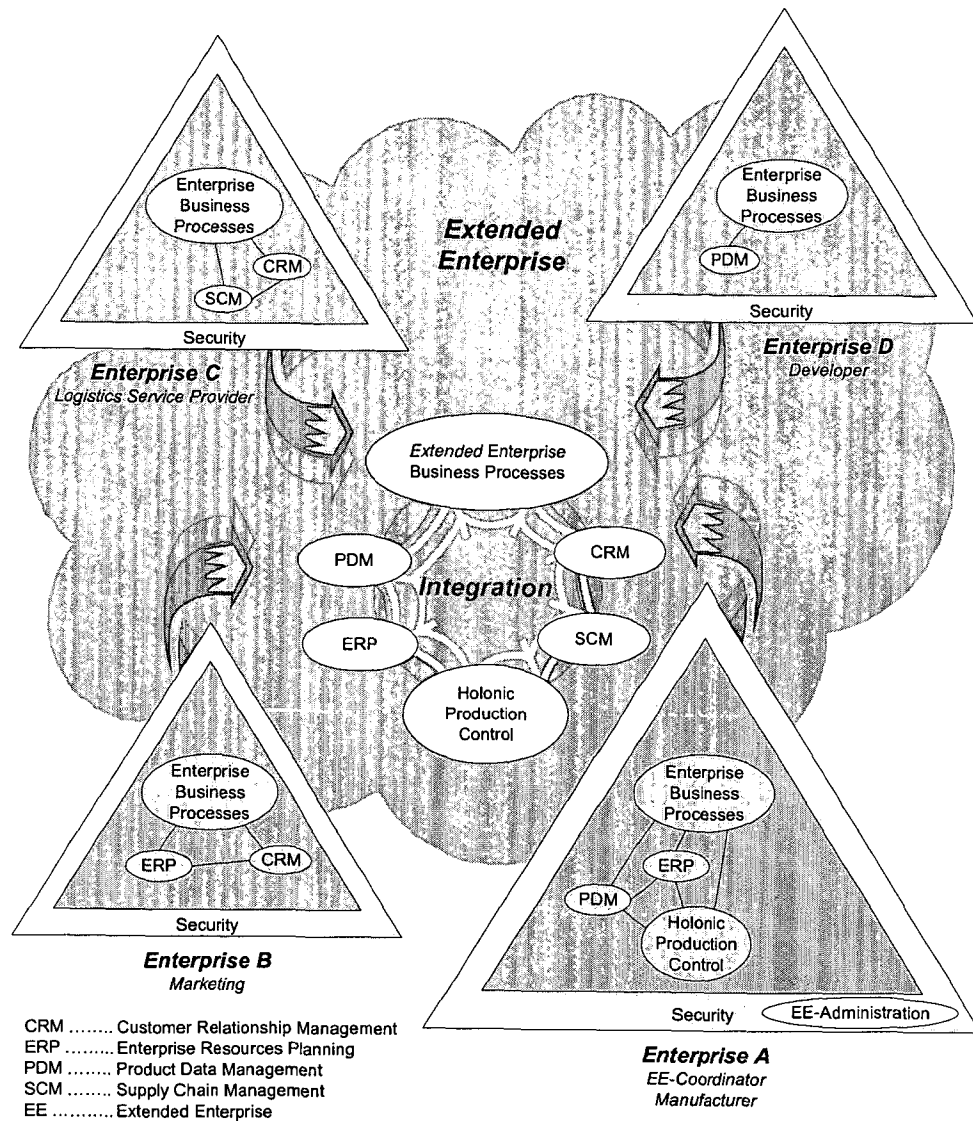 Enterprise
Business
Processes
CRM
SCM
Security
Enterprise C
Logistics Service Provider
Extended
Enterprise
Enterprise
Business
Processes
PDM
Security
Enterprise D
Developer
Extended Enterprise
Business Processes
PDM
CRM
Integration
ERP
SCM
Holonic
Production
Control
Enterprise
Business
Processes
ERP
CRM
Security
Enterprise B
Marketing
Enterprise
Business
Processes
ERP
PDM
Holonic
Production
Control
Security
EE-Administration
Enterprise A
EE-Coordinator
Manufacturer
CRM ........ Customer Relationship Management
ERP ......... Enterprise Resources Planning
PDM ........ Product Data Management
SCM ........ Supply Chain Management
EE ........... Extended Enterprise